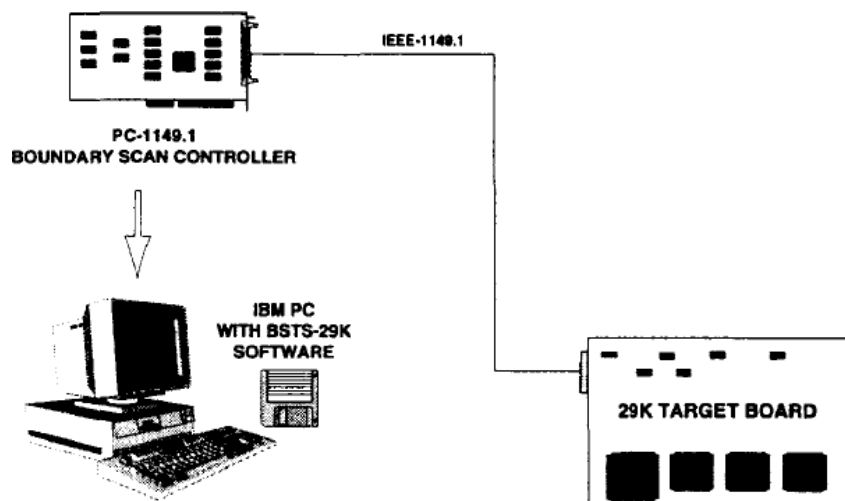 IEEE-1149.1
PC-1149.1
BOUNDARY SCAN CONTROLLER
IBM PC
WITH BSTS-29K
SOFTWARE
29K TARGET BOARD